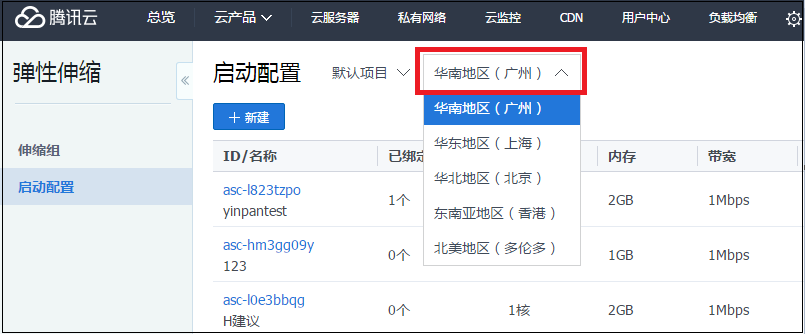 腾讯云 总览 云产品 云服务器 私有网络 云监控 CDN 用户中心 负载均衡
弹性伸缩
启动配置 默认项目 华南地区（广州）
华南地区（广州）
华东地区（上海）
华北地区（北京）
东南亚地区（香港）
北美地区（多伦多）
+ 新建
伸缩组
启动配置
ID/名称 已绑定 内存 带宽
asc-l823tzpo
yinpantest
1个 2GB 1Mbps
asc-hm3gg09y
123
0个 1GB 1Mbps
asc-l0e3bbqg
H建议
0个 1核 2GB 1Mbps